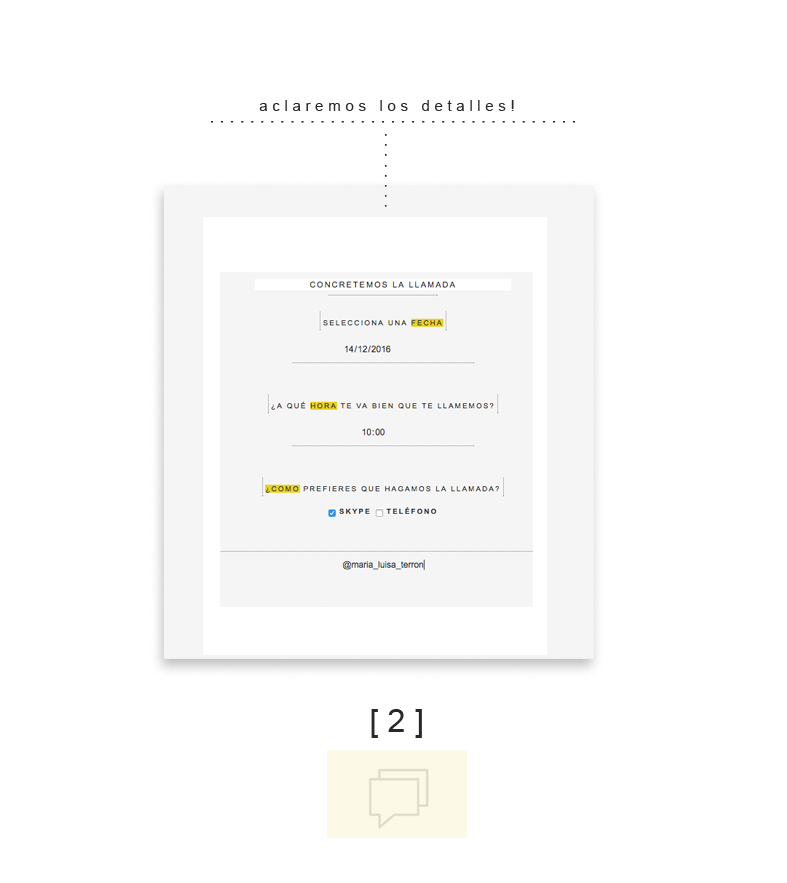 aclaremos los detalles!
CONCRETEMOS LA LLAMADA
SELECCIONA UNA FECHA
14/12/2016
¿A QUÉ HORA TE VA BIEN QUE TE LLAMEMOS?
10:00
¿COMO PREFIERES QUE HAGAMOS LA LLAMADA?
SKYPE TELÉFONO
@maria_luisa_terron
[ 2 ]